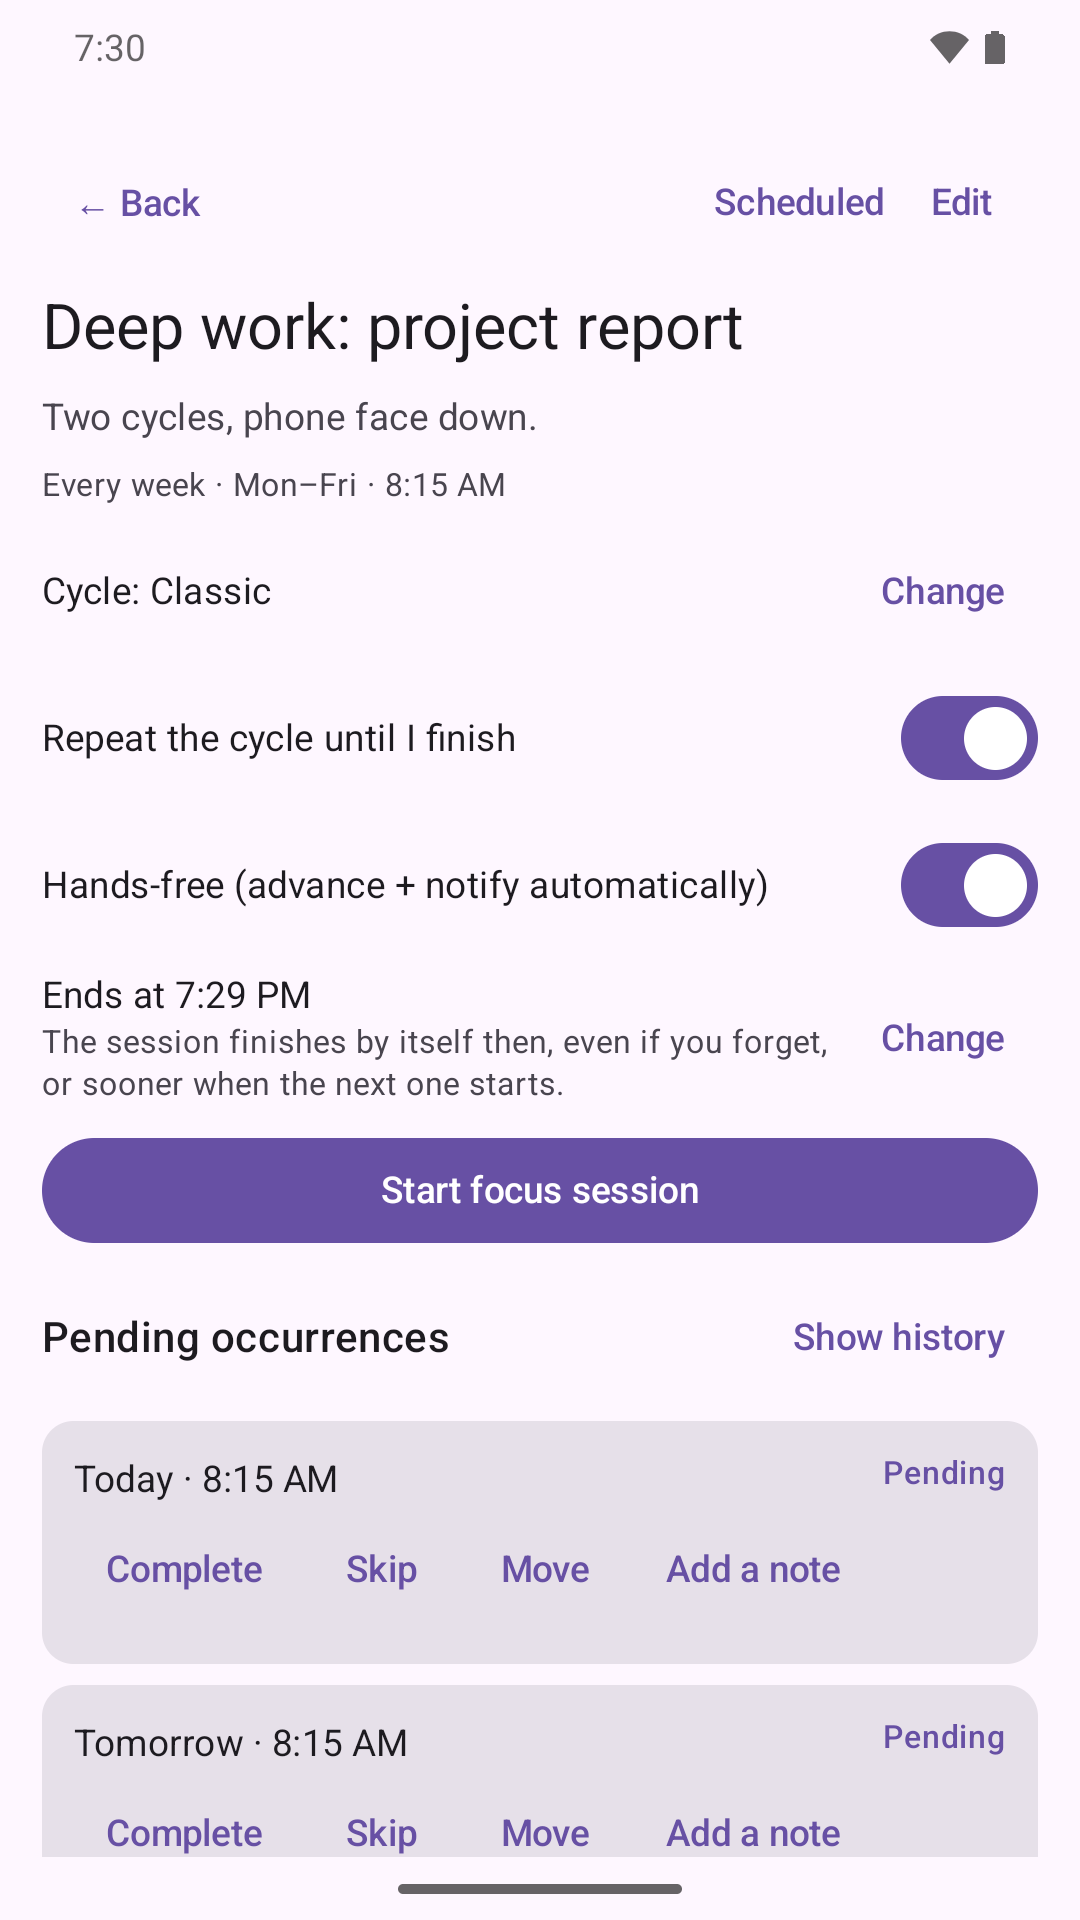 7:30
← Back
Scheduled
Edit
Deep work: project report
Two cycles, phone face down.
Every week · Mon–Fri · 8:15 AM
Cycle: Classic
Change
Repeat the cycle until I finish
Hands-free (advance + notify automatically)
Ends at 7:29 PM
The session finishes by itself then, even if you forget,
or sooner when the next one starts.
Change
Start focus session
Pending occurrences
Show history
Today · 8:15 AM
Pending
Complete
Skip
Move
Add a note
Tomorrow · 8:15 AM
Pending
Complete
Skip
Move
Add a note